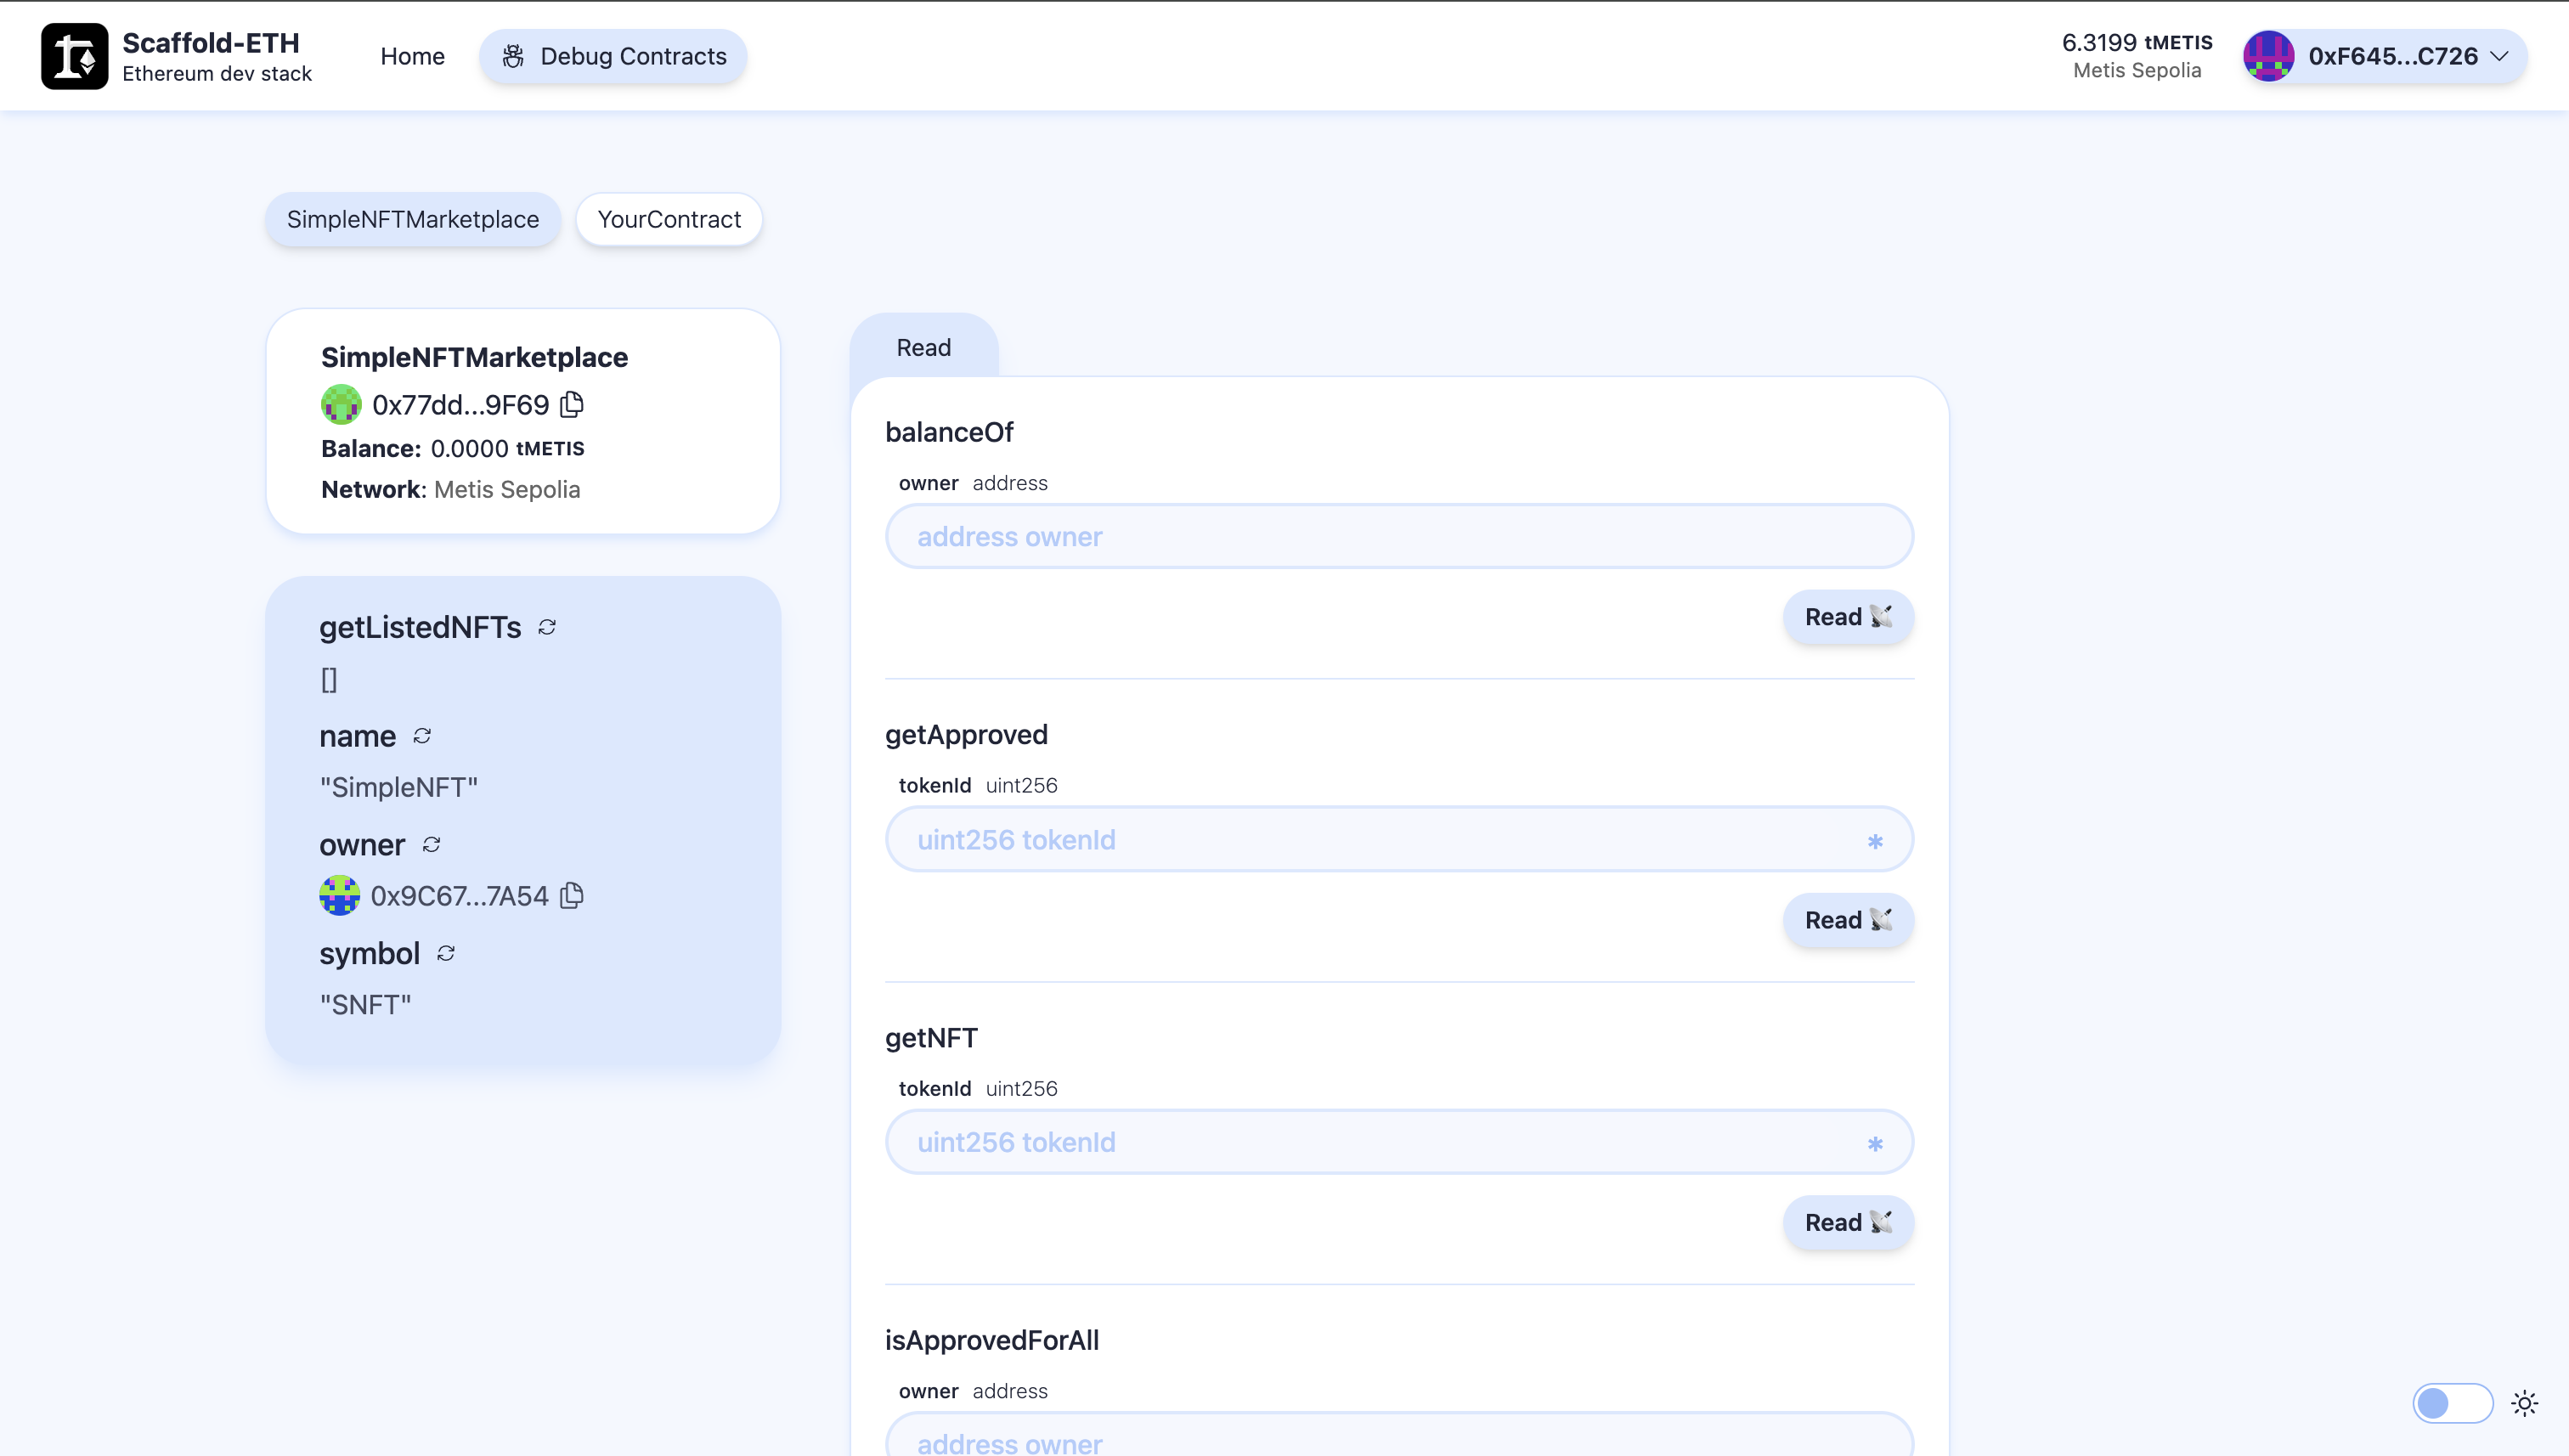 Scaffold-ETH
Ethereum dev stack
Home
Debug Contracts
6.3199 tMETIS
Metis Sepolia
0xF645...C726
SimpleNFTMarketplace
YourContract
SimpleNFTMarketplace
0x77dd...9F69
Balance: 0.0000 tMETIS
Network: Metis Sepolia
getListedNFTs
[]
name
"SimpleNFT"
owner
0x9C67...7A54
symbol
"SNFT"
Read
balanceOf
owner address
address owner
Read
getApproved
tokenId uint256
uint256 tokenId *
Read
getNFT
tokenId uint256
uint256 tokenId *
Read
isApprovedForAll
owner address
address owner